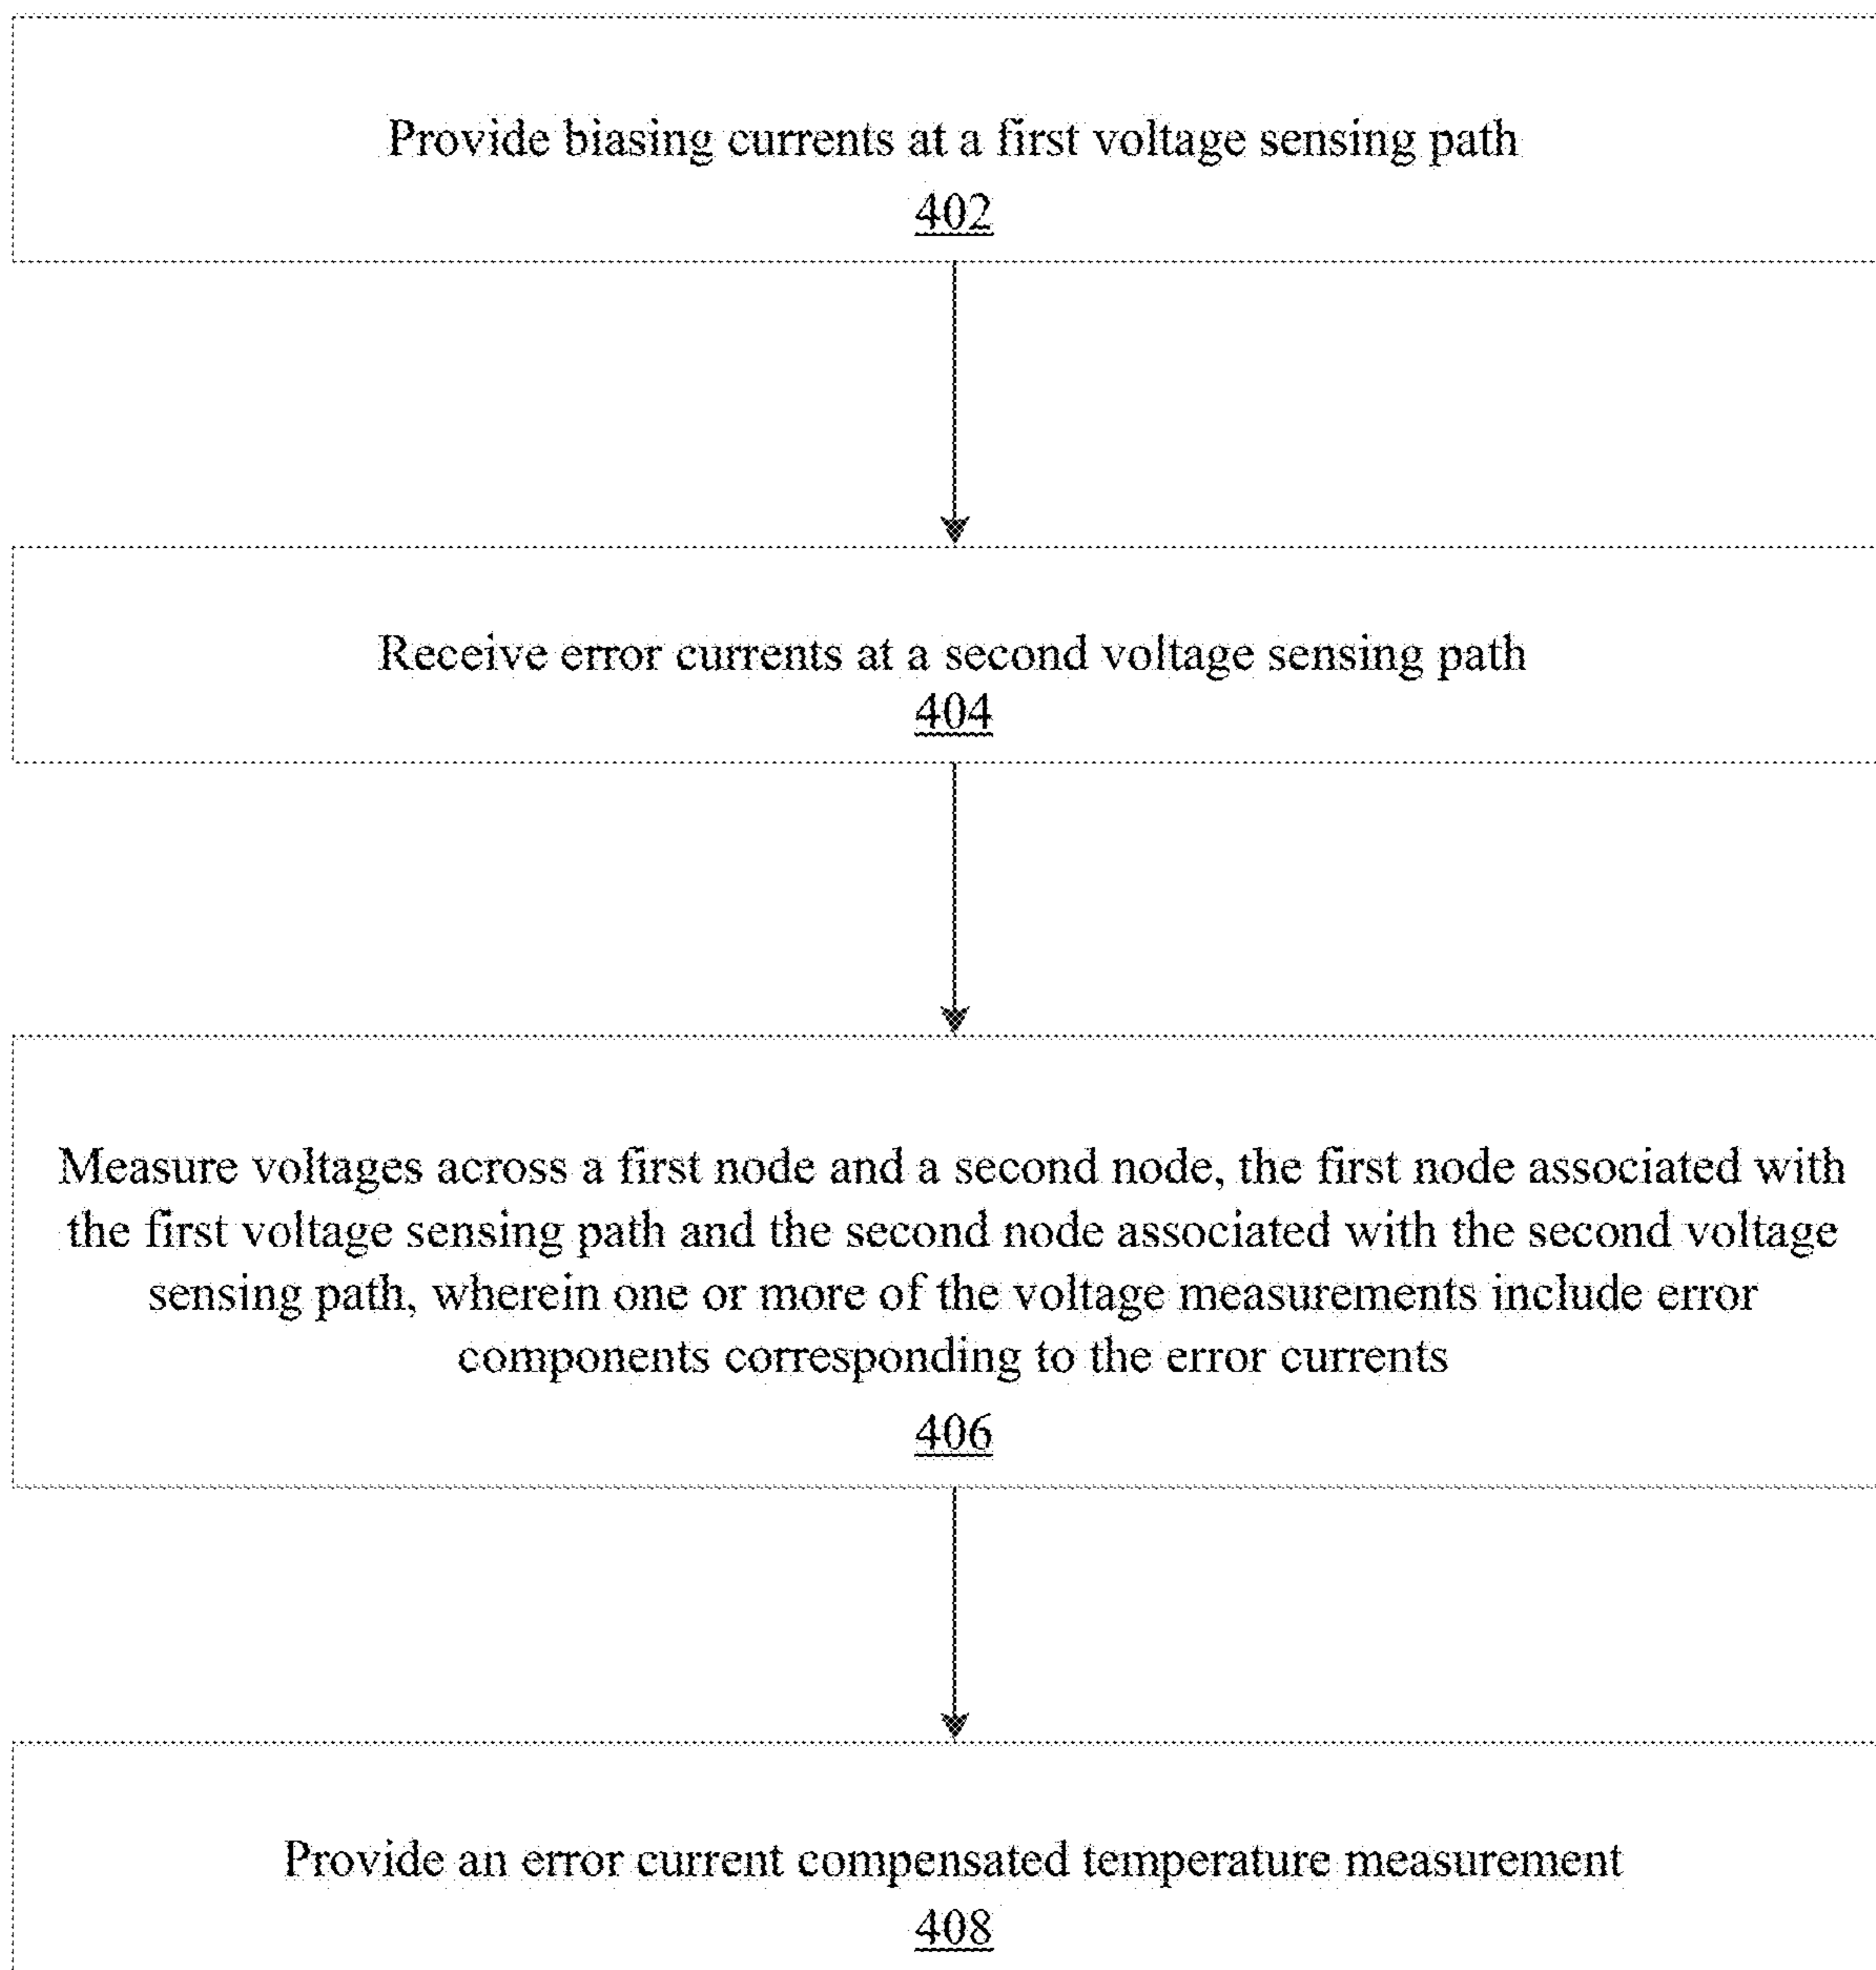 Provide biasing currents at a first voltage sensing path
402
Receive error currents at a second voltage sensing path
404
Measure voltages across a first node and a second node, the first node associated with
the first voltage sensing path and the second node associated with the second voltage
sensing path, wherein one or more of the voltage measurements include error
components corresponding to the error currents
406
Provide an error current compensated temperature measurement
408